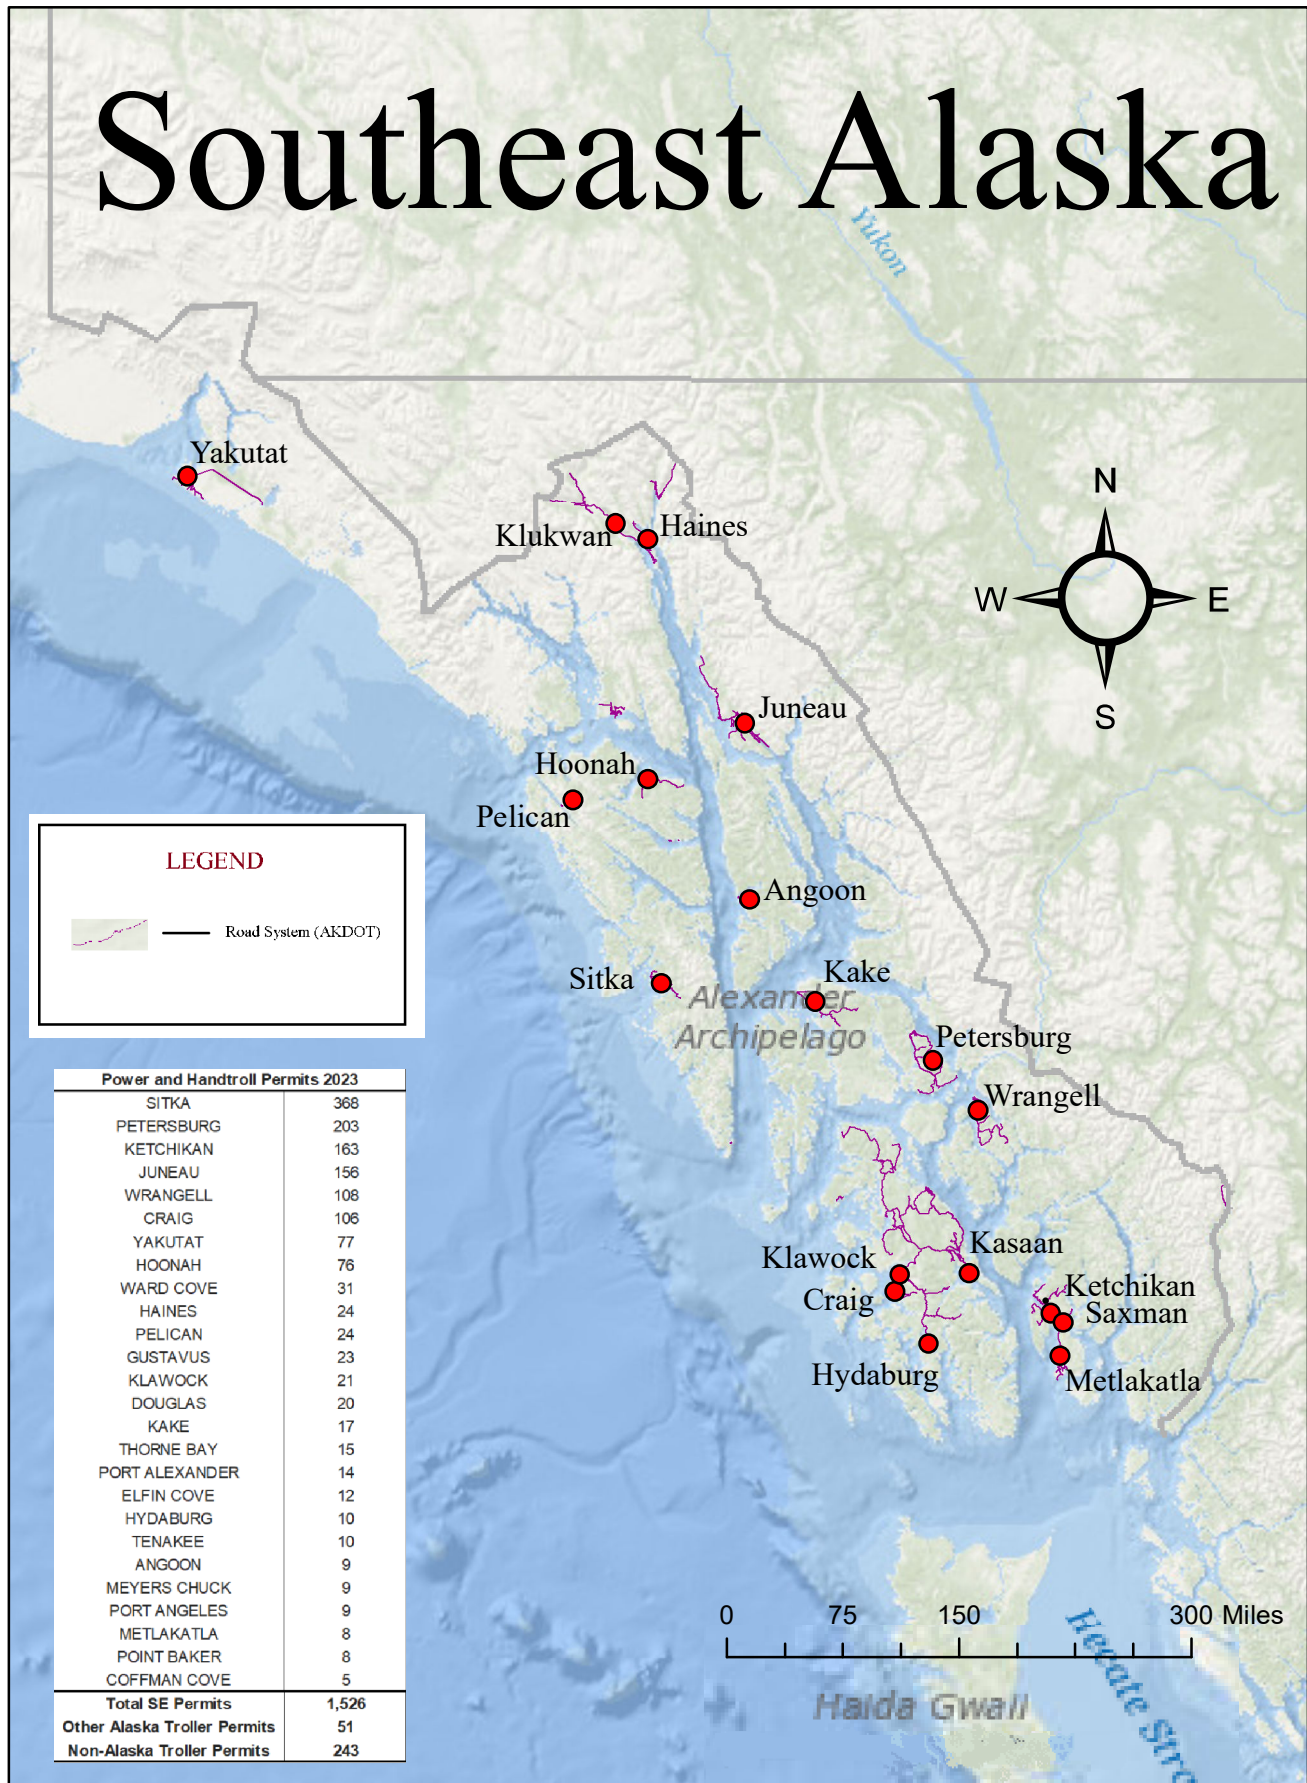 Southeast Alaska
Yukon
Yakutat
Klukwan
Haines
N
W
E
S
Juneau
Hoonah
Pelican
LEGEND
Road System (AKDOT)
Angoon
Sitka
Kake
Alexander
Archipelago
Petersburg
Wrangell
Klawock
Kasaan
Craig
Ketchikan
Saxman
Hydaburg
Metlakatla
Power and Handtroll Permits 2023
SITKA 368
PETERSBURG 203
KETCHIKAN 163
JUNEAU 156
WRANGELL 108
CRAIG 106
YAKUTAT 77
HOONAH 76
WARD COVE 31
HAINES 24
PELICAN 24
GUSTAVUS 23
KLAWOCK 21
DOUGLAS 20
KAKE 17
THORNE BAY 15
PORT ALEXANDER 14
ELFIN COVE 12
HYDABURG 10
TENAKEE 10
ANGOON 9
MEYERS CHUCK 9
PORT ANGELES 9
METLAKATLA 8
POINT BAKER 8
COFFMAN COVE 5
Total SE Permits 1,526
Other Alaska Troller Permits 51
Non-Alaska Troller Permits 243
0 75 150 300 Miles
Haida Gwaii
Hecate Stra